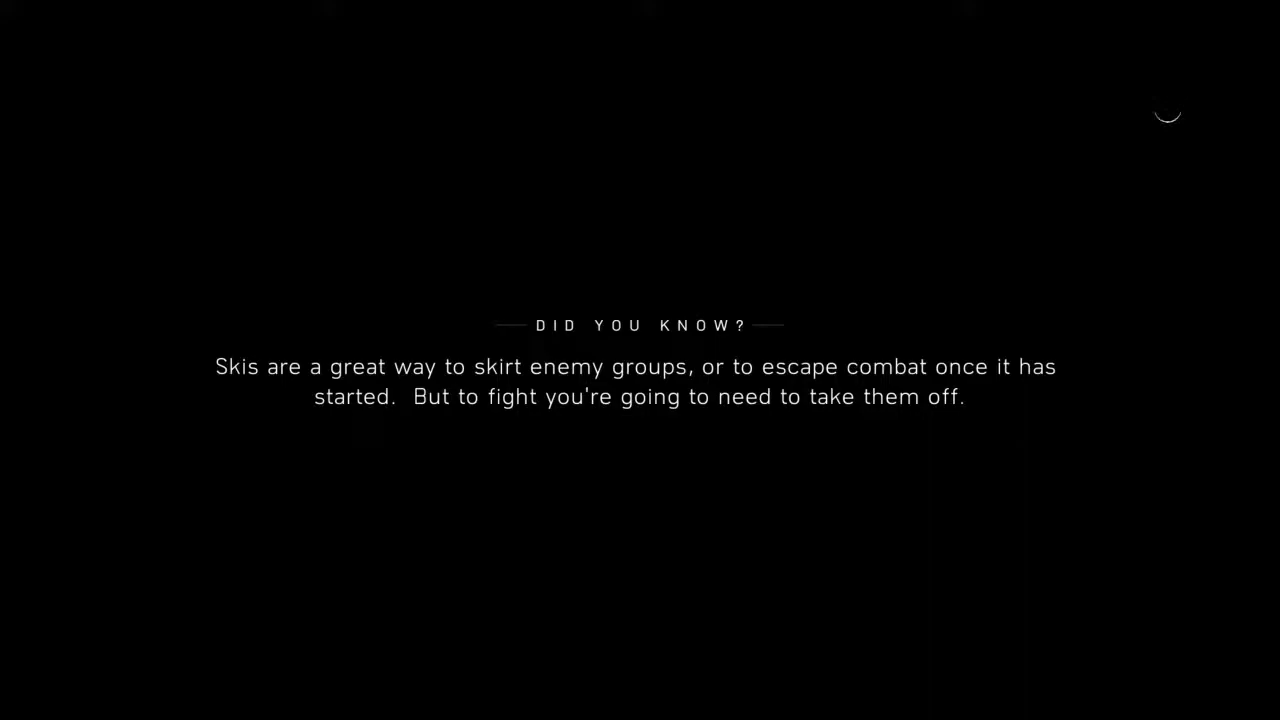 DID YOU KNOW?
Skis are a great way to skirt enemy groups, or to escape combat once it has
started.  But to fight you're going to need to take them off.